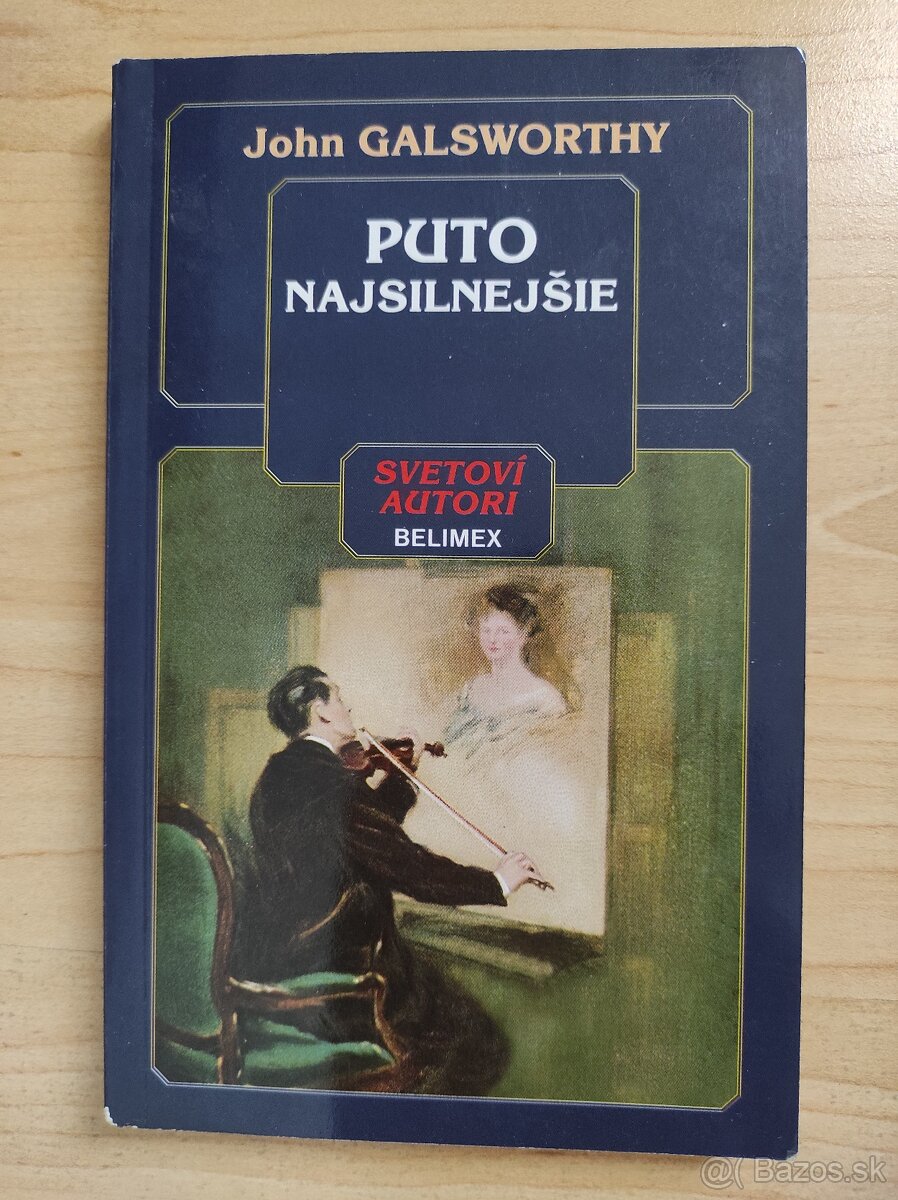 John GALSWORTHY
PUTO
NAJSILNEJŠIE
SVETOVÍ
AUTORI
BELIMEX
@( Bazos.sk